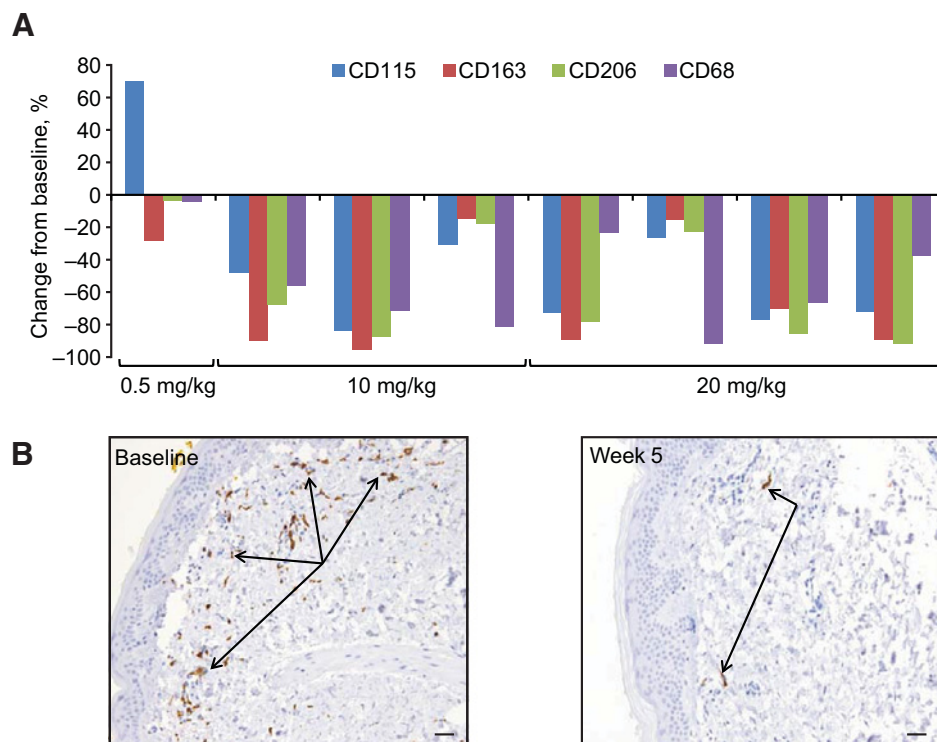 A
CD115 CD163 CD206 CD68
Change from baseline, %
80
60
40
20
0
–20
–40
–60
–80
–100
0.5 mg/kg 10 mg/kg 20 mg/kg
B
Baseline Week 5